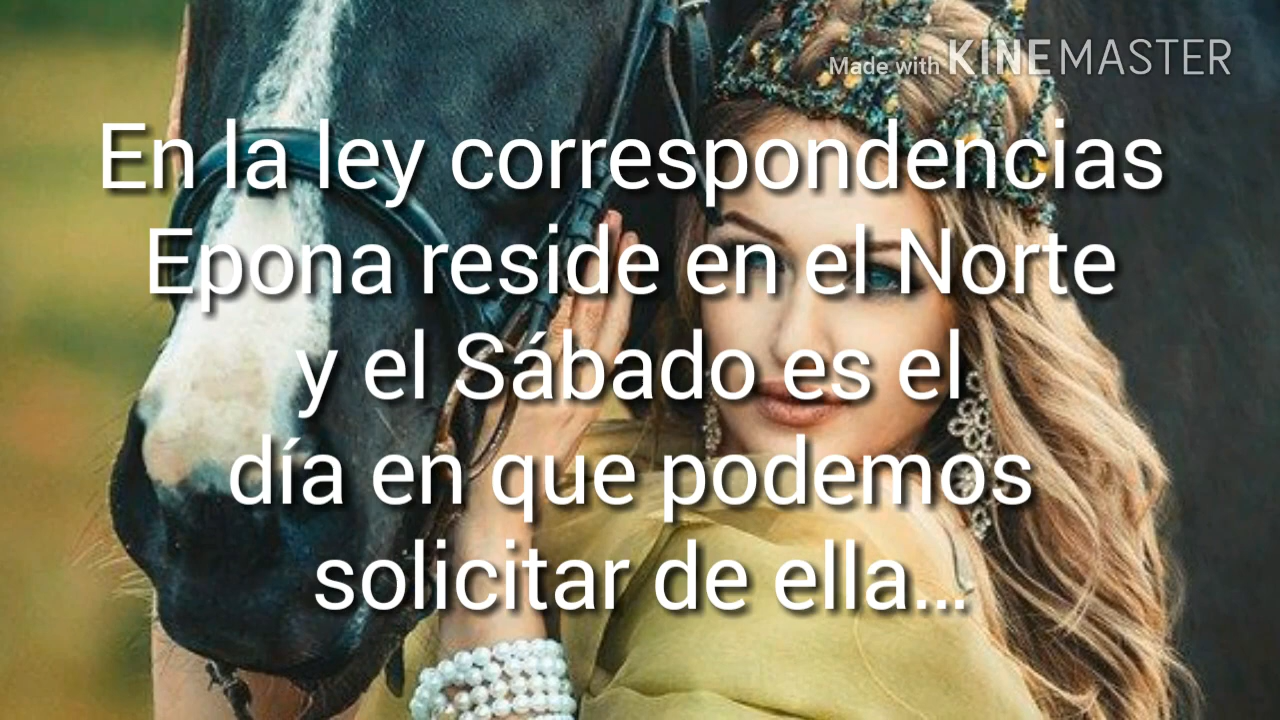 Made with KINEMASTER
En la ley correspondencias
Epona reside en el Norte
y el Sábado es el
día en que podemos
solicitar de ella...